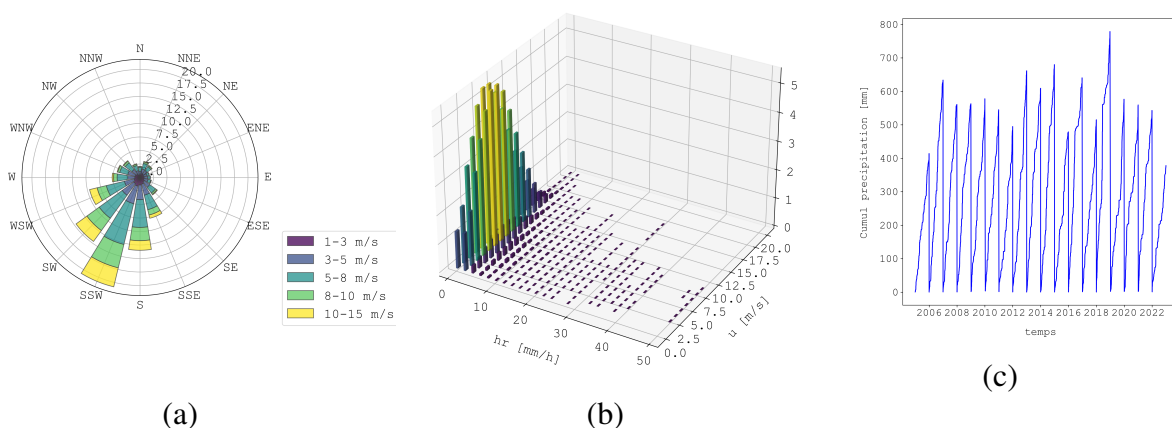 N
NNE
NE
ENE
E
ESE
SE
SSE
S
SSW
SW
WSW
W
WNW
NW
NNW
20.0
17.5
15.0
12.5
10.0
7.5
5.0
2.5
0.0
1-3 m/s
3-5 m/s
5-8 m/s
8-10 m/s
10-15 m/s
(a)
5
4
3
2
1
0
20.0
17.5
15.0
12.5
10.0
7.5
5.0
2.5
0.0
u [m/s]
0
10
20
30
40
50
hr [mm/h]
(b)
Cumul precipitation [mm]
800
700
600
500
400
300
200
100
0
2006 2008 2010 2012 2014 2016 2018 2020 2022
temps
(c)